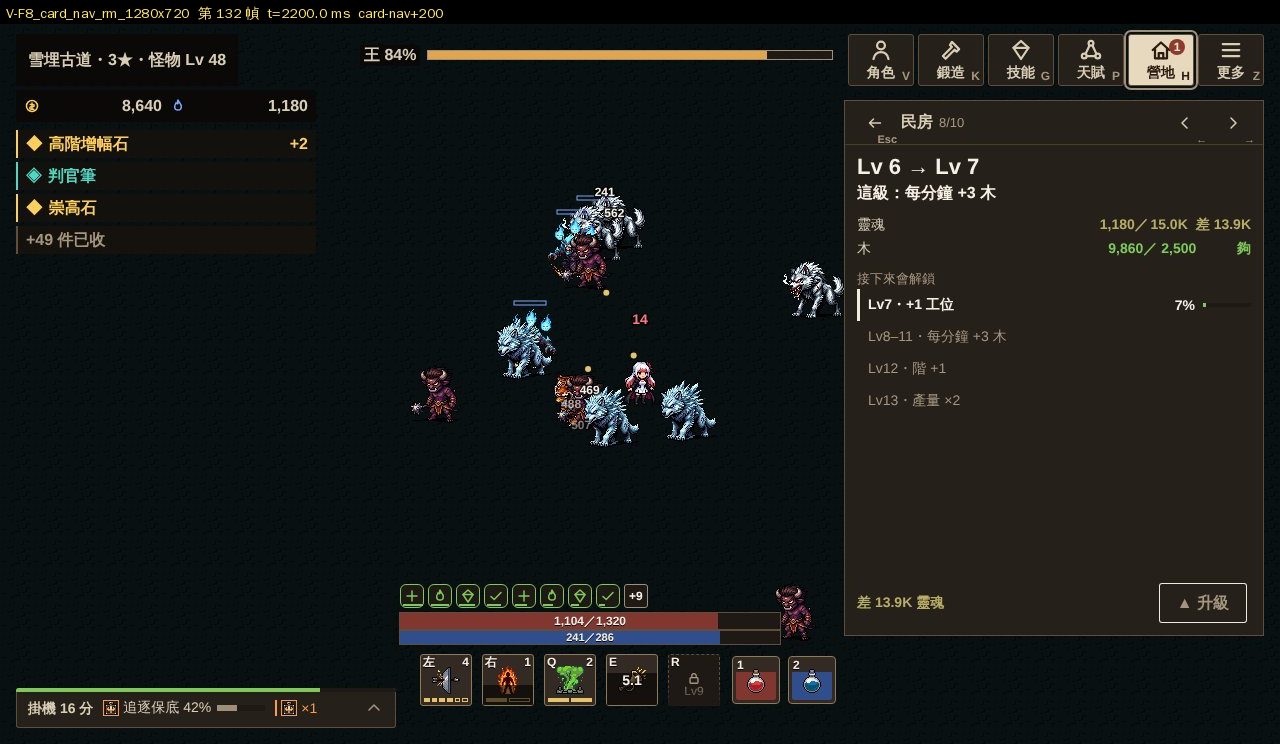 V-F8_card_nav_rm_1280x720 第 132 幀 t=2200.0 ms card-nav+200
雪埋古道・3★・怪物 Lv 48
王 84%
角色 V
鍛造 K
技能 G
天賦 P
營地 H 1
更多 Z
8,640 1,180
◆ 高階增幅石 +2
◈ 判官筆
◆ 崇高石
+49 件已收
← 民房 8/10
Esc ← →
Lv 6 → Lv 7
這級：每分鐘 +3 木
靈魂 1,180／15.0K 差 13.9K
木 9,860／2,500 夠
接下來會解鎖
Lv7・+1 工位 7%
Lv8–11・每分鐘 +3 木
Lv12・階 +1
Lv13・產量 ×2
差 13.9K 靈魂 ▲ 升級
241
562
14
469
488
507
+9
1,104／1,320
241／286
左 4
右 1
Q 2
E 5.1
R Lv9
1
2
掛機 16 分 追逐保底 42% ×1